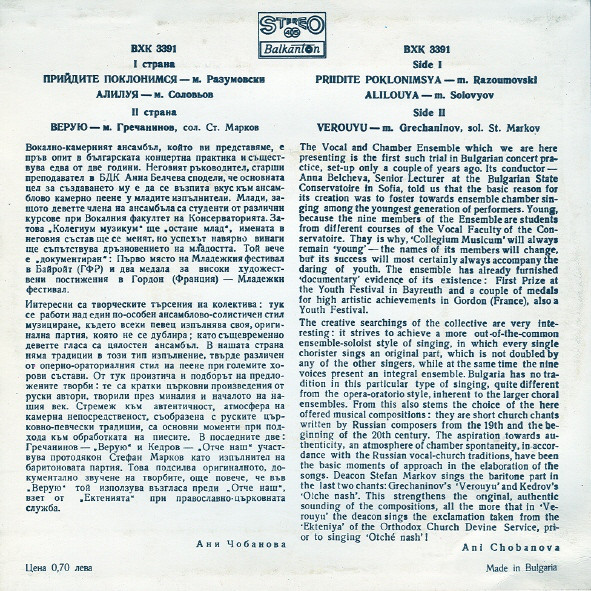 STEREO
Balkanton
ВХК 3391
I страна
ПРИЙДИТЕ ПОКЛОНИМСЯ — м. Разумовски
АЛИЛУЯ — м. Соловьов
II страна
ВЕРУЮ — м. Гречанинов, сол. Ст. Марков
Вокално-камерният ансамбъл, който ви представяме, е
пръв опит в българската концертна практика и същест-
вува едва от две години. Неговият ръководител, старши
преподавател в БДК Анна Белчева сподели, че основната
цел за създаването му е да се възпита вкус към ансам-
блово камерно пеене у младите изпълнители. Млади, за-
щото деветте члена на ансамбъла са студенти от различни
курсове при Вокалния факултет на Консерваторията. За-
това „Колегиум музикум" ще „остане млад", имената в
неговия състав ще се менят, но успехът навярно винаги
ще съпътствува дръзновението на младостта. Той вече
е „документиран": Първо място на Младежкия фестивал
в Байройт (ГФР) и два медала за високи художест-
вени постижения в Гордон (Франция) — Младежки
фестивал.
Интересни са творческите търсения на колектива: тук
се работи над един по-особен ансамблово-солистичен стил
музициране, където всеки певец изпълнява своя, ориги-
нална партия, която не се дублира; като същевременно
деветте гласа са цялостен ансамбъл. В нашата страна
няма традиции в този тип изпълнение, твърде различен
от оперно-ораториалния стил на пеене при големите хо-
рови състави. От тук произтича и подборът на предло-
жените творби: те са кратки църковни произведения от
руски автори, творили през миналия и началото на на-
шия век. Стремеж към автентичност, атмосфера на
камерна непосредственост, съобразена с руските църк-
ковно-певчески традиции, са основни моменти при под-
хода към обработката на пиесите. В последните две:
Гречанинов — „Верую" и Кедров — „Отче наш" участ-
вува протодякон Стефан Марков като изпълнител на
баритоновата партия. Това подсилва оригиналното, до-
кументално звучене на творбите, още повече, че във
„Верую" той използува възгласа преди „Отче наш",
взет от „Ектенията" при православно-църковната
служба.
Ани Чобанова
Цена 0,70 лева
ВХК 3391
Side I
PRIIDITE POKLONIMSYA — m. Razoumovski
ALILOUYA — m. Solovyov
Side II
VEROUYU — m. Grechaninov, sol. St. Markov
The Vocal and Chamber Ensemble which we are here
presenting is the first such trial in Bulgarian concert pra-
ctice, set-up only a couple of years ago. Its conductor —
Anna Belcheva, Senior Lecturer at the Bulgarian State
Conservatoire in Sofia, told us that the basic reason for
its creation was to foster towards ensemble chamber sin-
ging among the youngest generation of performers. Young,
because the nine members of the Ensemble are students
from different courses of the Vocal Faculty of the Con-
servatoire. Thay is why, 'Collegium Musicum' will always
remain 'young' — the names of its members will change,
but its success will most certainly always accompany the
daring of youth. The ensemble has already furnished
'documentary' evidence of its existence: First Prize at
the Youth Festival in Bayreuth and a couple of medals
for high artistic achievements in Gordon (France), also a
Youth Festival.
The creative searchings of the collective are very inte-
resting: it strives to achieve a more out-of-the-common
ensemble-soloist style of singing, in which every single
chorister sings an original part, which is not doubled by
any of the other singers, while at the same time the nine
voices present an integral ensemble. Bulgaria has no tra-
dition in this particular type of singing, quite different
from the opera-oratorio style, inherent to the larger choral
ensembles. From this also stems the choice of the here
offered musical compositions: they are short church chants
written by Russian composers from the 19th and the be-
ginning of the 20th century. The aspiration towards au-
thenticity, an atmosphere of chamber spontaneity, in accor-
dance with the Russian vocal-church traditions, have been
the basic moments of approach in the elaboration of the
songs. Deacon Stefan Markov sings the baritone part in
the last two chants: Grechaninov's 'Verouyu' and Kedrov's
'Otche nash'. This strengthens the original, authentic
sounding of the compositions, all the more that in 'Ve-
rouyu' the deacon sings the exclamation taken from the
'Ekteniya' of the Orthodox Church Devine Service, pri-
or to singing 'Otché nash'!
Ani Chobanova
Made in Bulgaria